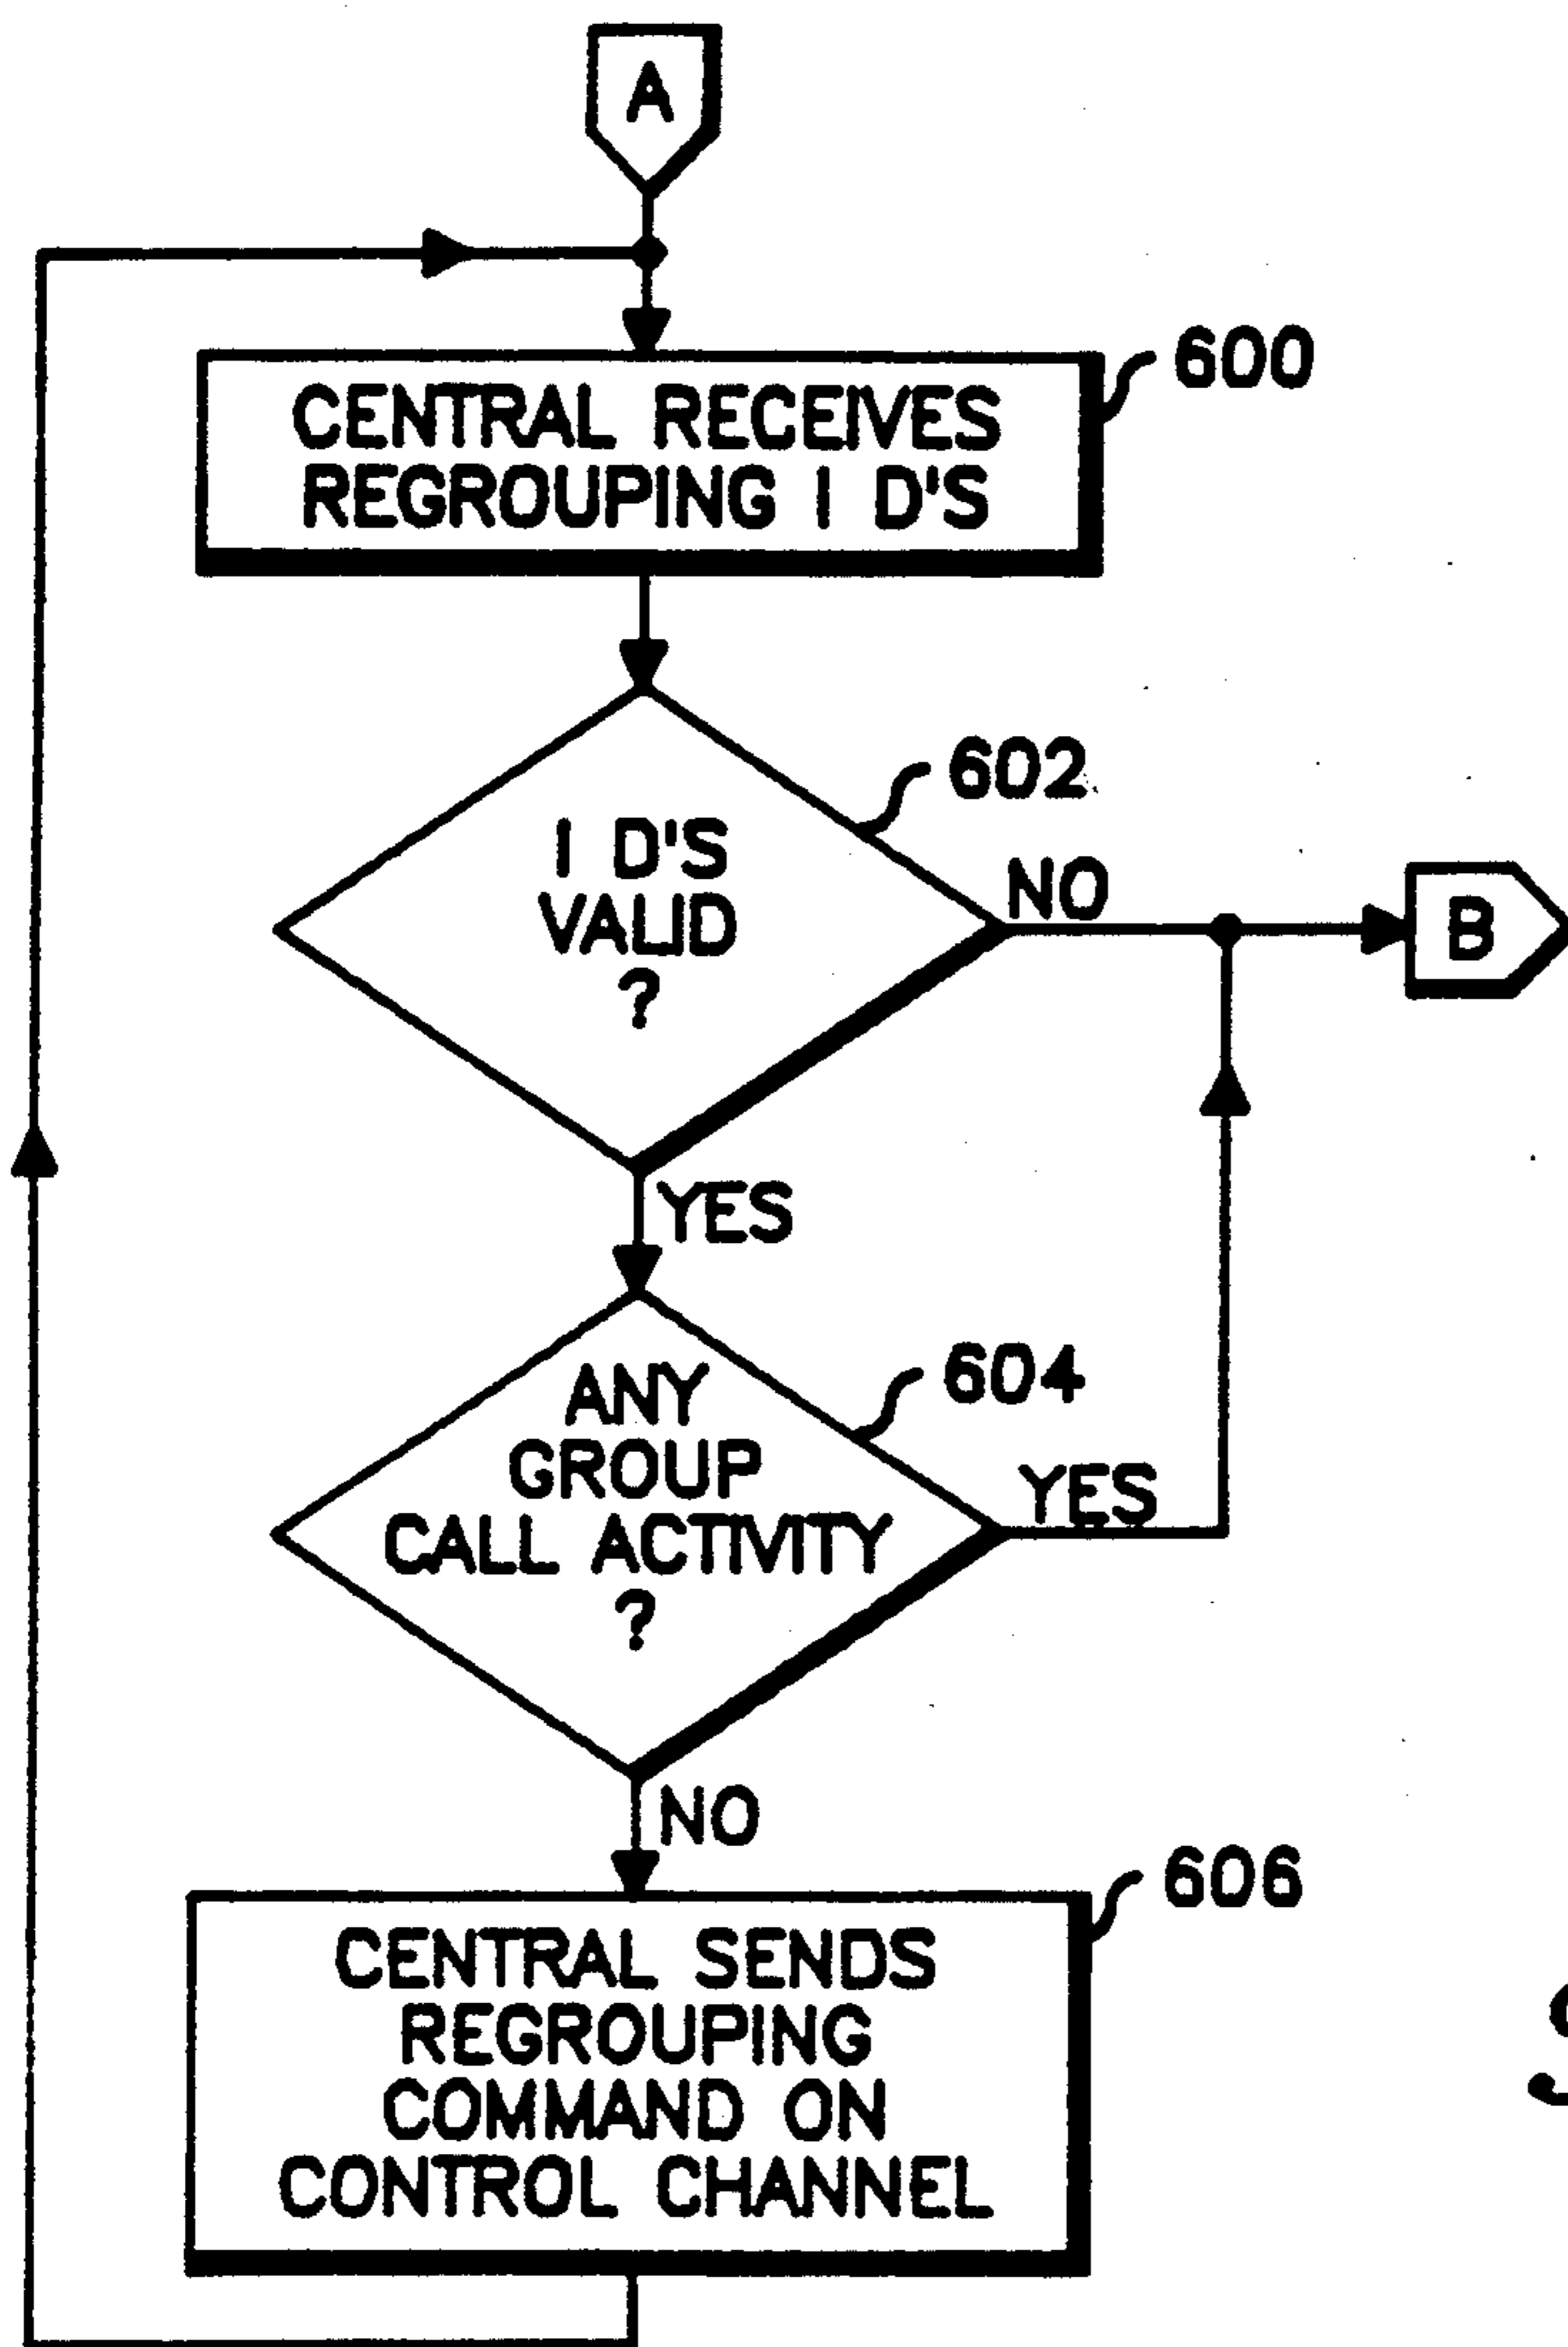 A
600
CENTRAL RECEIVES
REGROUPING I D'S
602
I D'S
VALID
?
NO
B
YES
604
ANY
GROUP
CALL ACTIVITY
?
YES
NO
606
CENTRAL SENDS
REGROUPING
COMMAND ON
CONTROL CHANNEL